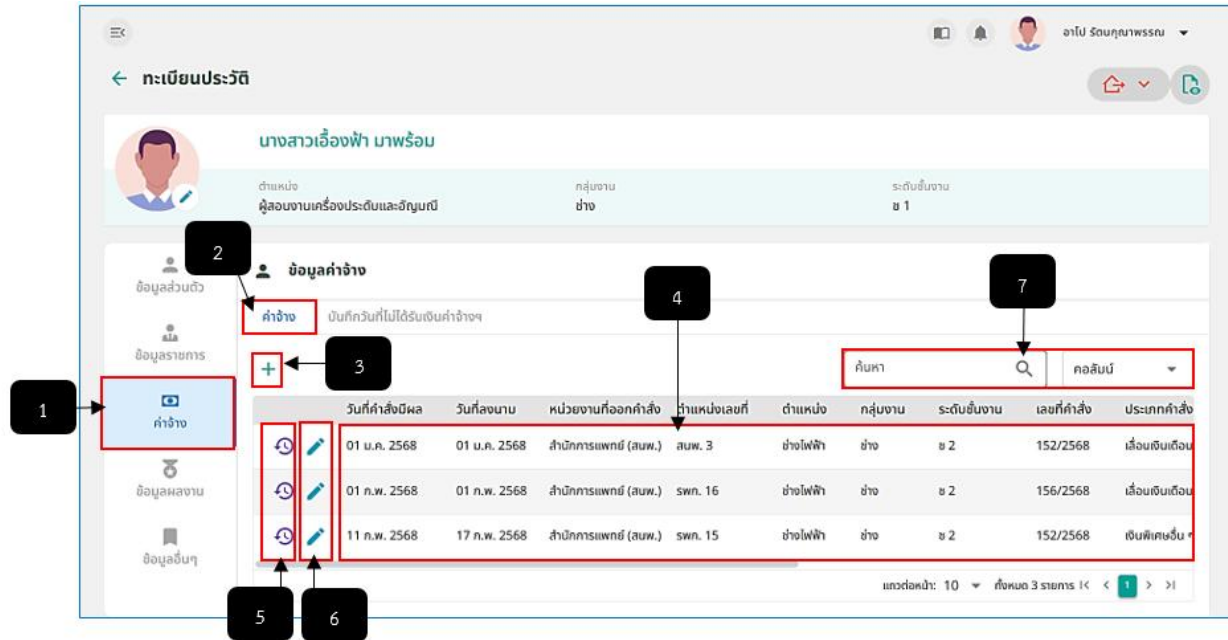 อาโป รัตนกุณาพรรณ
ทะเบียนประวัติ
นางสาวเอื้องฟ้า มาพร้อม
ตำแหน่ง กลุ่มงาน ระดับชั้นงาน
ผู้สอนงานเครื่องประดับและอัญมณี ช่าง ช 1
2
ข้อมูลส่วนตัว
ข้อมูลค่าจ้าง
4
7
ค่าจ้าง บันทึกวันที่ไม่ได้รับเงินค่าจ้างฯ
ข้อมูลราชการ
3
ค้นหา คอลัมน์
1
ค่าจ้าง
วันที่คำสั่งมีผล วันที่ลงนาม หน่วยงานที่ออกคำสั่ง ตำแหน่งเลขที่ ตำแหน่ง กลุ่มงาน ระดับชั้นงาน เลขที่คำสั่ง ประเภทคำสั่ง
01 ม.ค. 2568 01 ม.ค. 2568 สำนักการแพทย์ (สนพ.) สนพ. 3 ช่างไฟฟ้า ช่าง ช 2 152/2568 เลื่อนเงินเดือน
ข้อมูลผลงาน
01 ก.พ. 2568 01 ก.พ. 2568 สำนักการแพทย์ (สนพ.) รพก. 16 ช่างไฟฟ้า ช่าง ช 2 156/2568 เลื่อนเงินเดือน
11 ก.พ. 2568 17 ก.พ. 2568 สำนักการแพทย์ (สนพ.) รพก. 15 ช่างไฟฟ้า ช่าง ช 2 152/2568 เงินพิเศษอื่น
ข้อมูลอื่นๆ
แถวต่อหน้า: 10 ทั้งหมด 3 รายการ 1
5 6